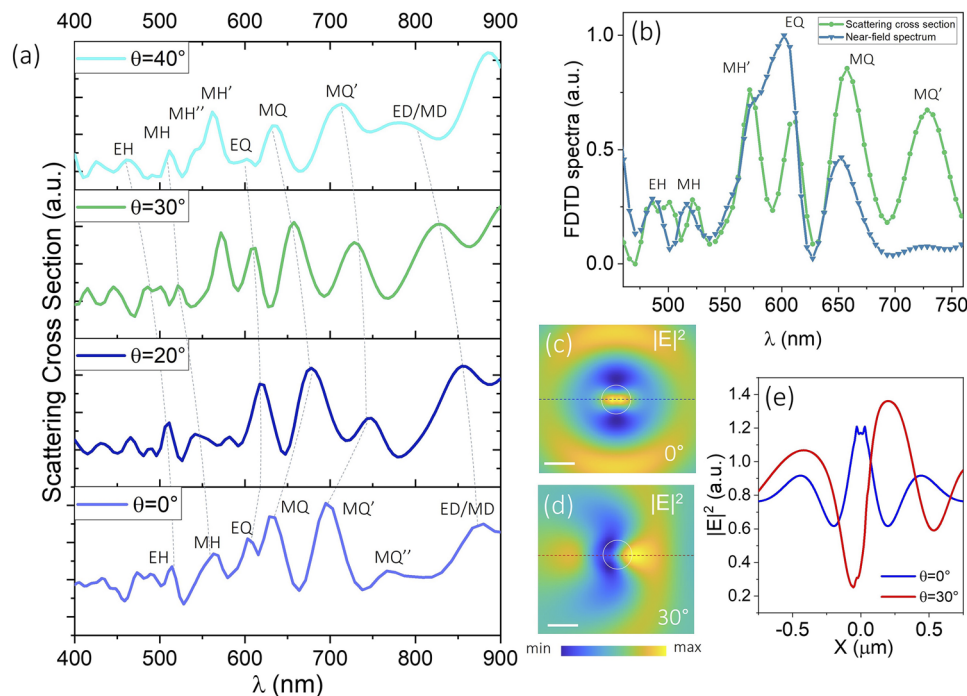 400 500 600 700 800 900
(a)
θ=40°
EH
MH
MH''
MH'
EQ
MQ
MQ'
ED/MD
θ=30°
θ=20°
θ=0°
EH
MH
EQ
MQ
MQ'
MQ''
ED/MD
Scattering Cross Section (a.u.)
400 500 600 700 800 900
λ (nm)
(b)
Scattering cross section
Near-field spectrum
EQ
MH'
MQ
MQ'
EH
MH
1.0
0.5
0.0
FDTD spectra (a.u.)
500 550 600 650 700 750
λ (nm)
(c)
|E|²
0°
(d)
|E|²
30°
min
max
(e)
1.4
1.2
1.0
0.8
0.6
0.4
0.2
|E|² (a.u.)
θ=0°
θ=30°
-0.5 0.0 0.5
X (μm)